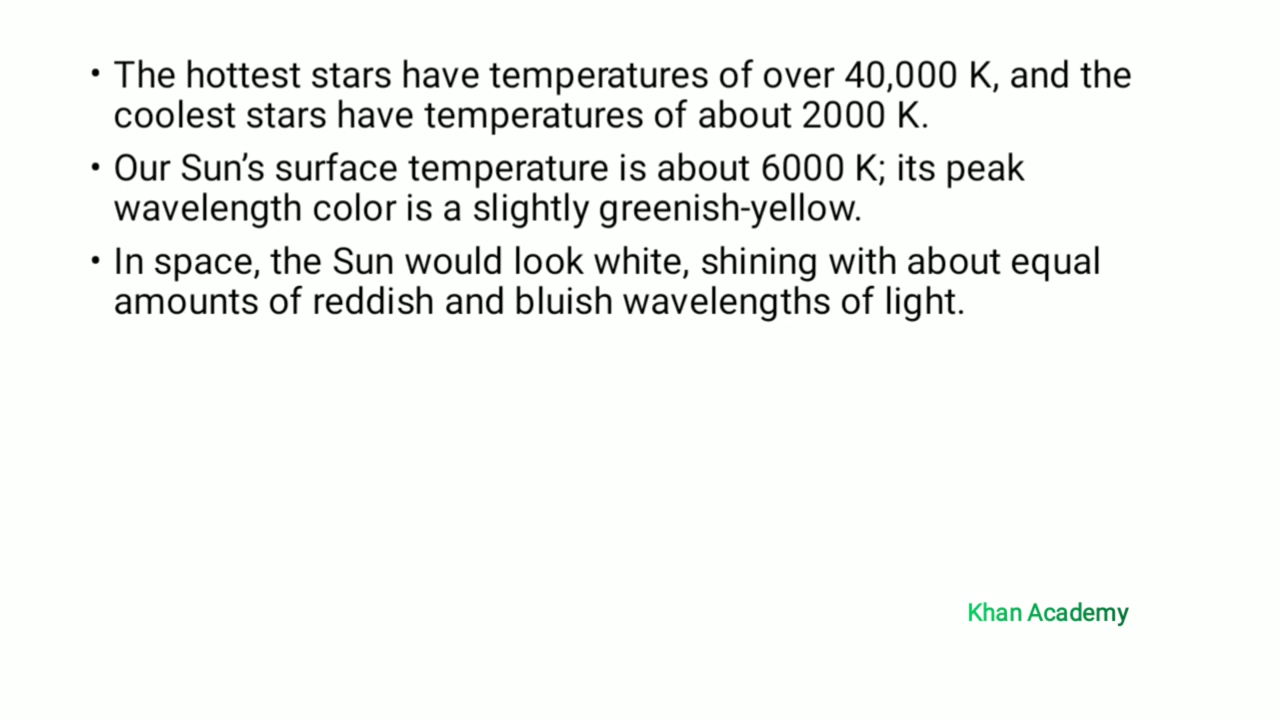 • The hottest stars have temperatures of over 40,000 K, and the
coolest stars have temperatures of about 2000 K.
• Our Sun’s surface temperature is about 6000 K; its peak
wavelength color is a slightly greenish-yellow.
• In space, the Sun would look white, shining with about equal
amounts of reddish and bluish wavelengths of light.
Khan Academy